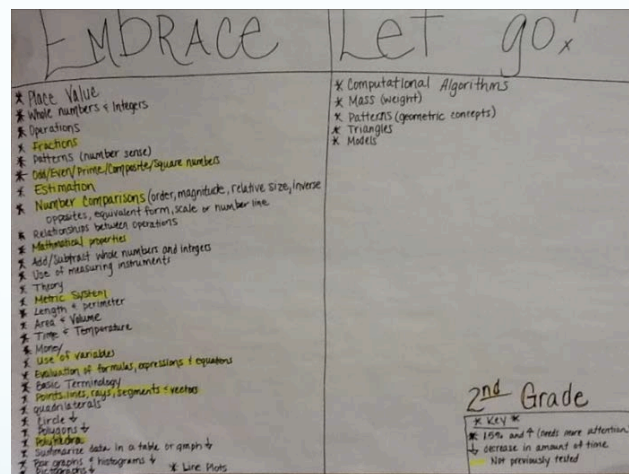 EMBRACE
* Place Value
* Whole numbers & Integers
* Operations
* Fractions
* Patterns (number sense)
* Odd/Even/Prime/Composite/Square numbers
* Estimation
* Number Comparisons (order, magnitude, relative size, inverse
opposites, equivalent form, scale or number line
* Relationships between operations
* Mathmatical properties
* Add/Subtract whole numbers and integers
* Use of measuring instruments
* Theory
* Metric System
* Length & perimeter
* Area & Volume
* Time & Temperature
* Money
* Use of variables
* Evaluation of formulas, expressions & equations
* Basic Terminology
* Points, lines, rays, segments & vectors
* quadrilaterals
* Circle ↓
* Polygons ↓
* Polyhedra
* Summarize data in a table or graph ↓
* Bar graphs & histograms ↓
* Pictographs ↓
* Line Plots
Let go!
* Computational Algorithms
* Mass (weight)
* Patterns (geometric concepts)
* Triangles
* Models
2nd Grade
* Key *
* 15% and ↑ (needs more attention)
↓ decrease in amount of time
Not previously tested